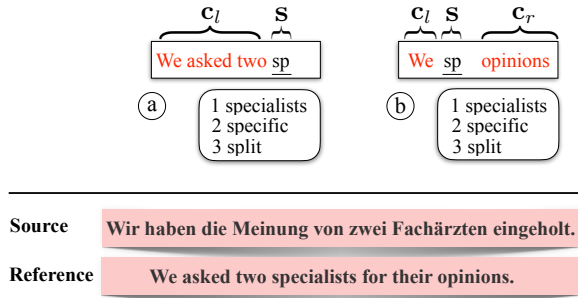 c_l s c_l s c_r
We asked two sp We sp opinions
a b
1 specialists 1 specialists
2 specific 2 specific
3 split 3 split
Source Wir haben die Meinung von zwei Fachärzten eingeholt.
Reference We asked two specialists for their opinions.